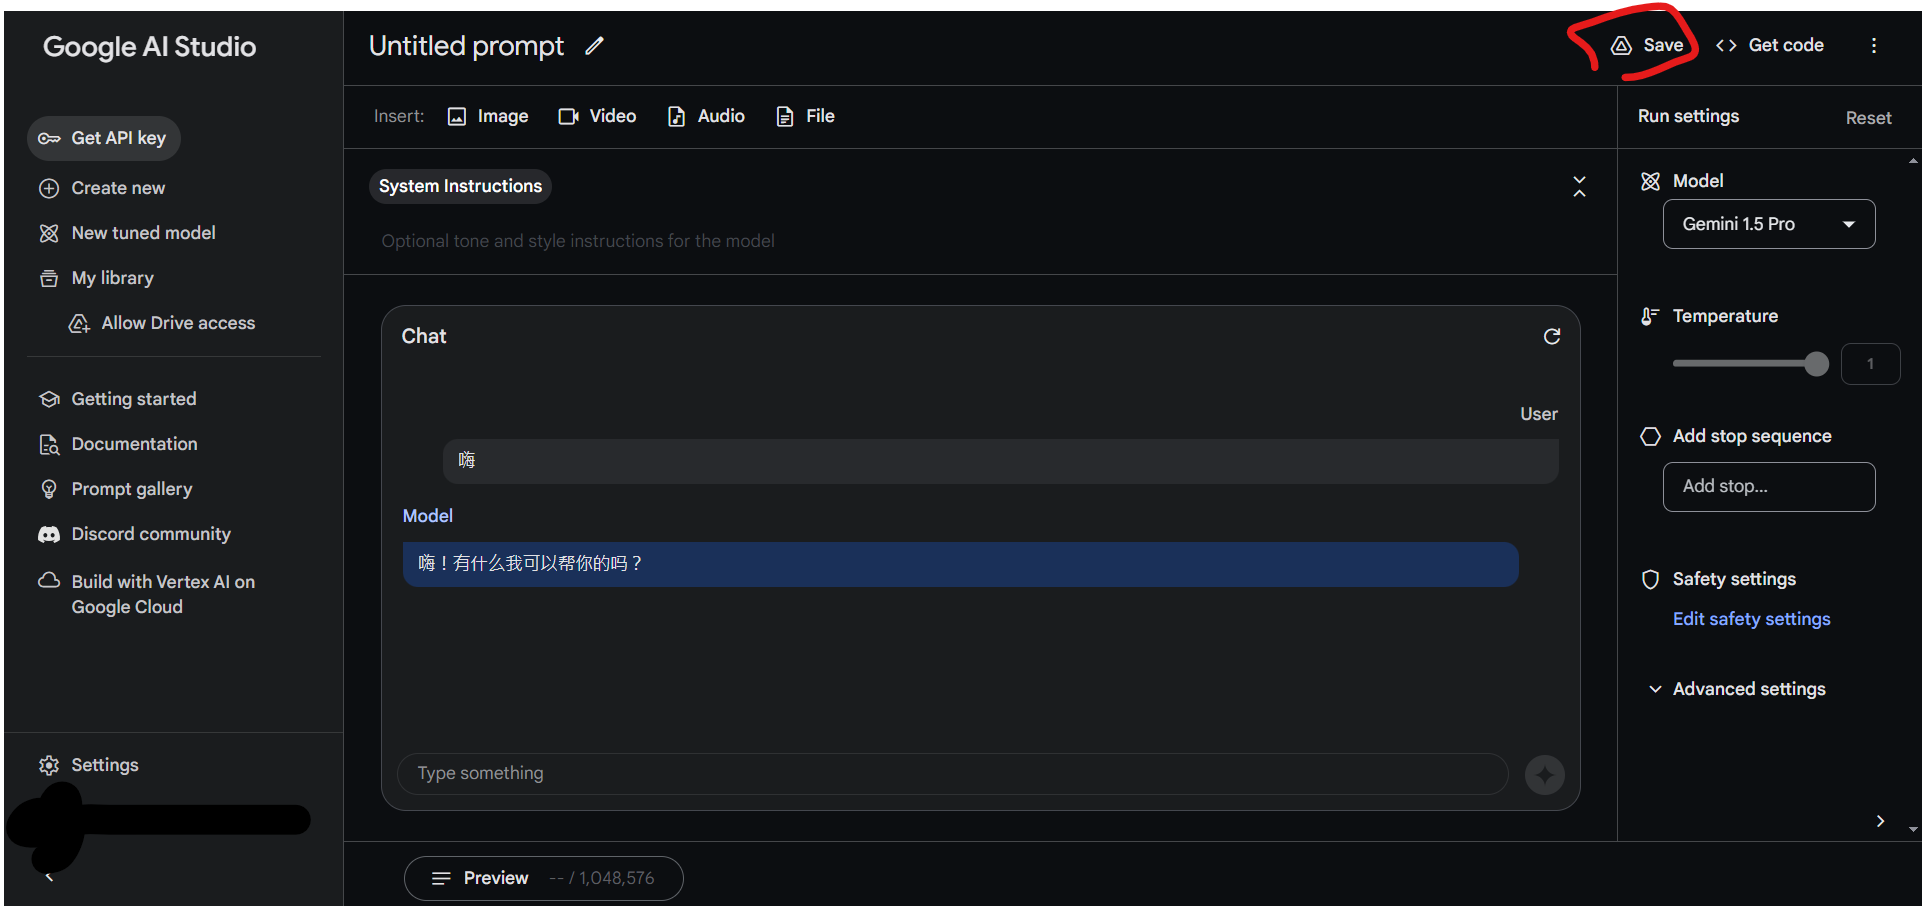 Google AI Studio
Get API key
Create new
New tuned model
My library
Allow Drive access
Getting started
Documentation
Prompt gallery
Discord community
Build with Vertex AI on
Google Cloud
Settings
Untitled prompt
Save
Get code
Insert:
Image
Video
Audio
File
System Instructions
Optional tone and style instructions for the model
Chat
User
嗨
Model
嗨！有什么我可以帮你的吗？
Type something
Preview -- / 1,048,576
Run settings
Reset
Model
Gemini 1.5 Pro
Temperature
1
Add stop sequence
Add stop...
Safety settings
Edit safety settings
Advanced settings